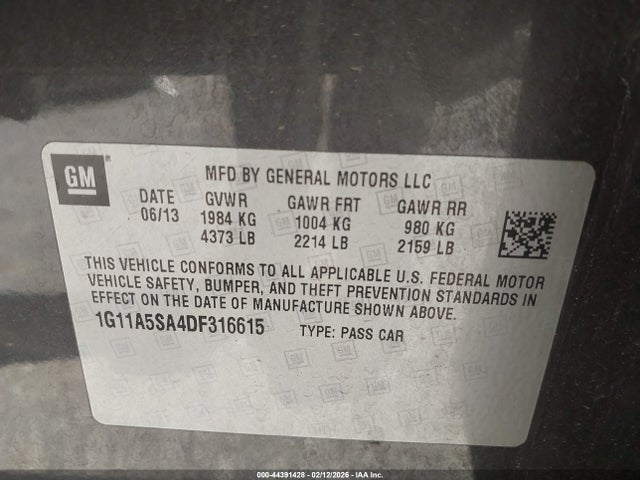 GM ®
MFD BY GENERAL MOTORS LLC
DATE GVWR GAWR FRT GAWR RR
06/13 1984 KG 1004 KG 980 KG
4373 LB 2214 LB 2159 LB
THIS VEHICLE CONFORMS TO ALL APPLICABLE U.S. FEDERAL MOTOR
VEHICLE SAFETY, BUMPER, AND THEFT PREVENTION STANDARDS IN
EFFECT ON THE DATE OF MANUFACTURE SHOWN ABOVE.
1G11A5SA4DF316615 TYPE: PASS CAR
000-44391428 - 02/12/2026 - IAA Inc.